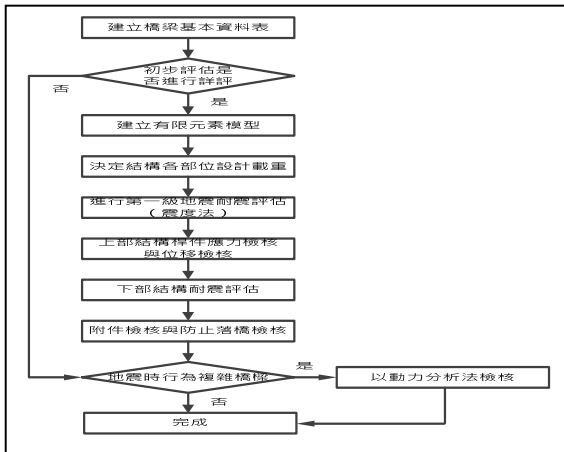 建立橋梁基本資料表
初步評估是
否進行詳評
否
是
建立有限元素模型
決定結構各部位設計載重
進行第一級地震耐震評估
（震度法）
上部結構桿件應力檢核
與位移檢核
下部結構耐震評估
附件檢核與防止落橋檢核
地震時行為複雜橋樑
是
以動力分析法檢核
否
完成